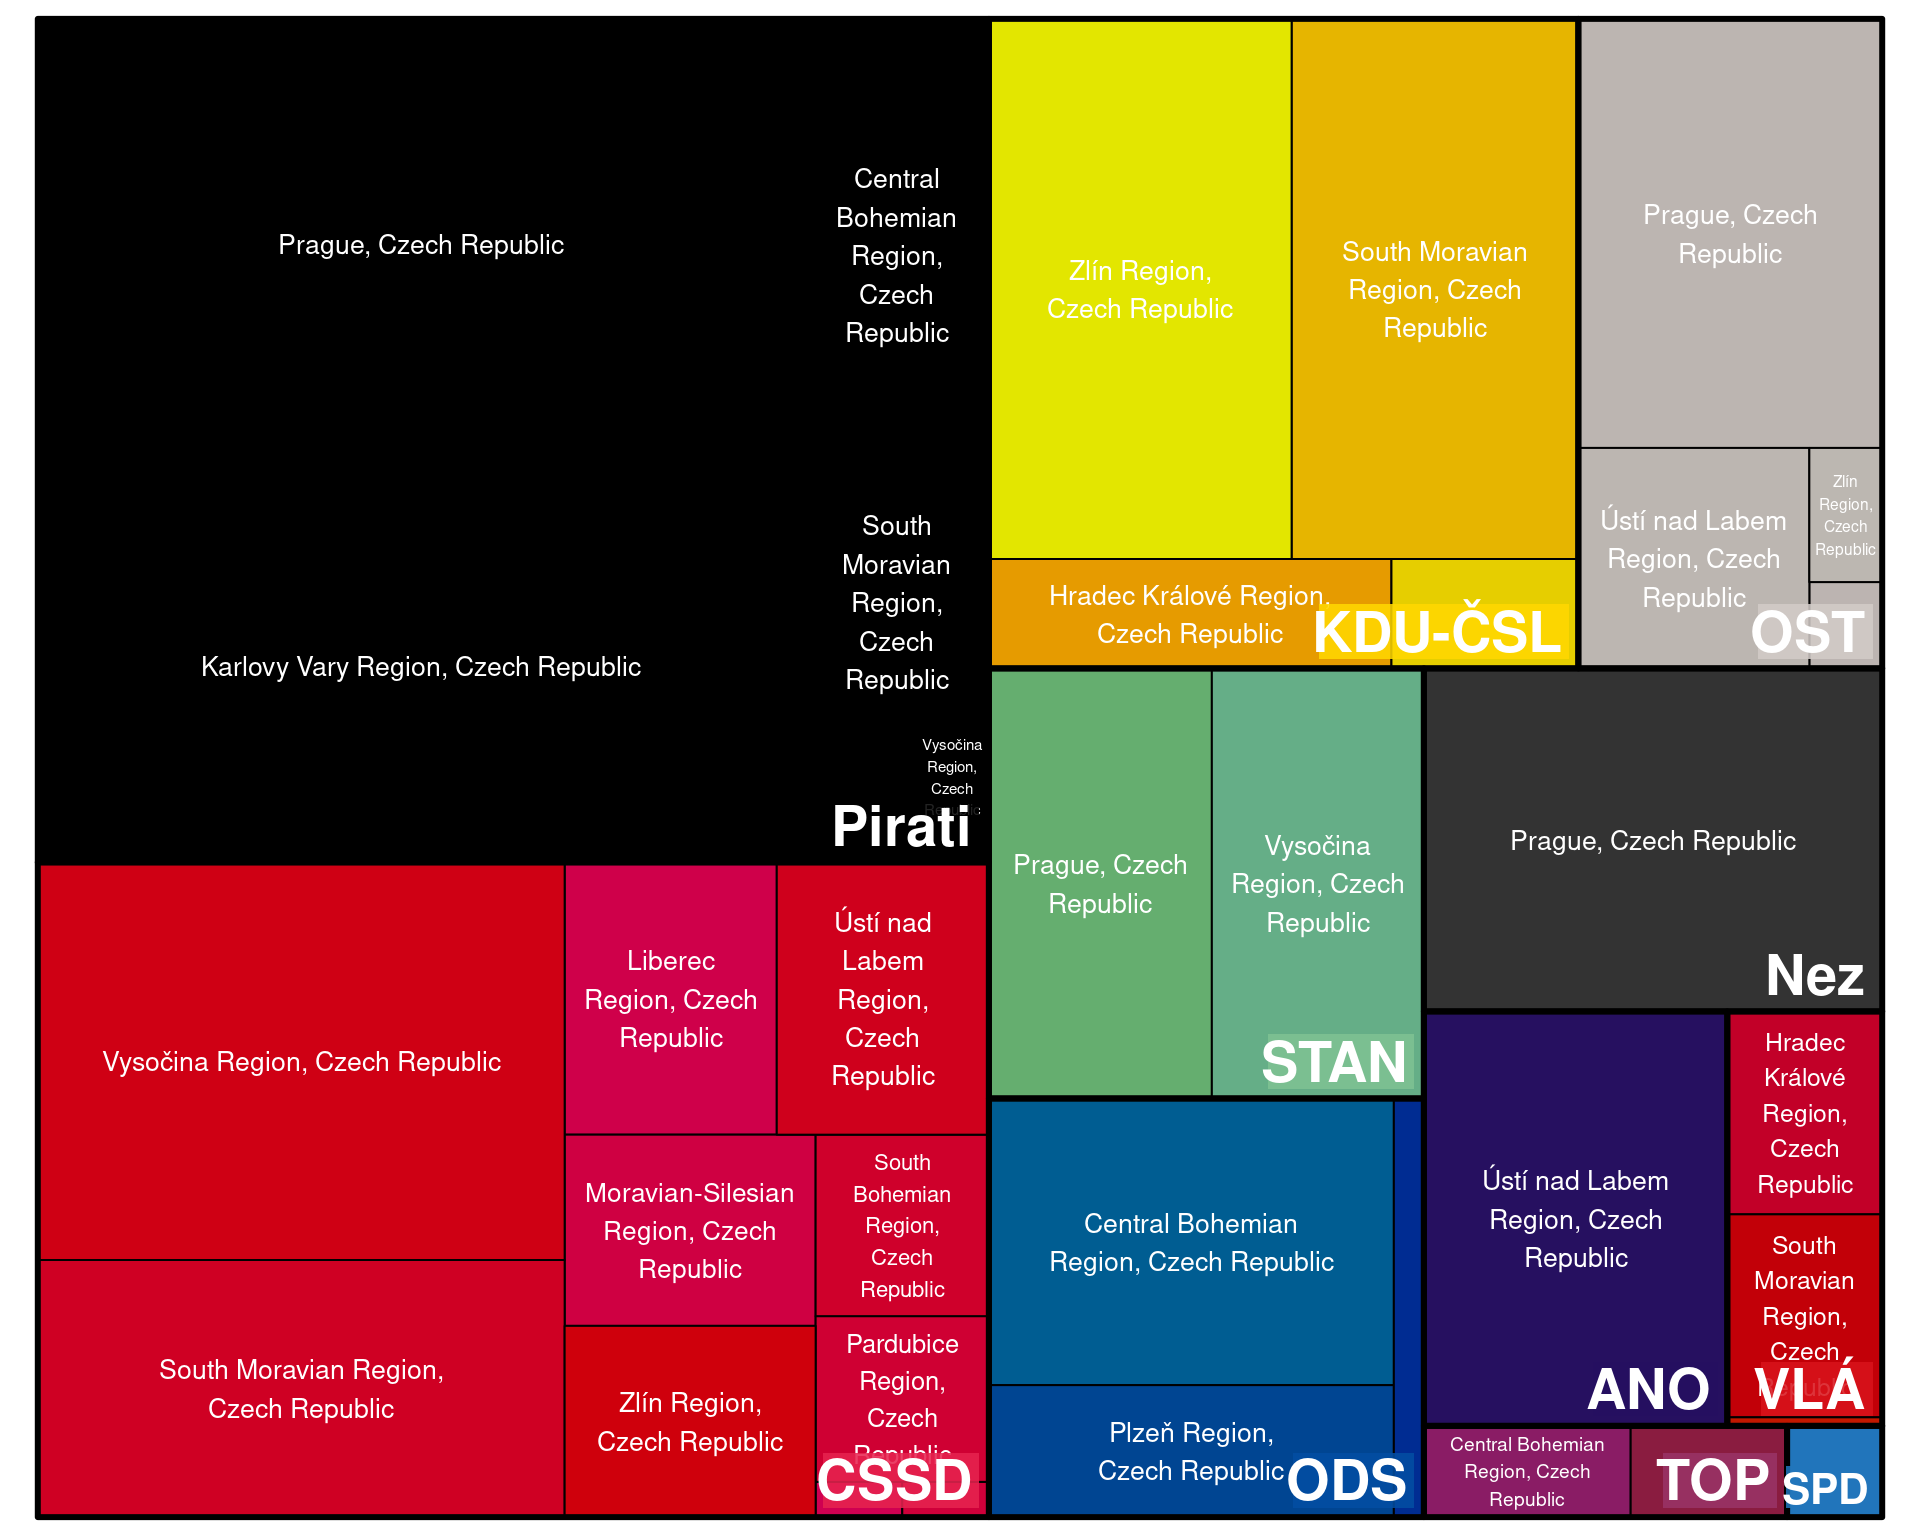 Prague, Czech Republic
Central
Bohemian
Region,
Czech
Republic
Karlovy Vary Region, Czech Republic
South
Moravian
Region,
Czech
Republic
Vysočina
Region,
Czech
Republic
Pirati
Vysočina Region, Czech Republic
South Moravian Region,
Czech Republic
Liberec
Region, Czech
Republic
Ústí nad
Labem
Region,
Czech
Republic
Moravian-Silesian
Region, Czech
Republic
South
Bohemian
Region,
Czech
Republic
Zlín Region,
Czech Republic
Pardubice
Region,
Czech
Republic
CSSD
Zlín Region,
Czech Republic
South Moravian
Region, Czech
Republic
Hradec Králové Region,
Czech Republic
KDU-ČSL
Prague, Czech
Republic
Ústí nad Labem
Region, Czech
Republic
Zlín
Region,
Czech
Republic
OST
Prague, Czech
Republic
Vysočina
Region, Czech
Republic
STAN
Prague, Czech Republic
Nez
Central Bohemian
Region, Czech Republic
Plzeň Region,
Czech Republic
ODS
Ústí nad Labem
Region, Czech
Republic
ANO
Hradec
Králové
Region,
Czech
Republic
South
Moravian
Region,
Czech
Republic
VLÁ
Central Bohemian
Region, Czech
Republic
TOP
SPD